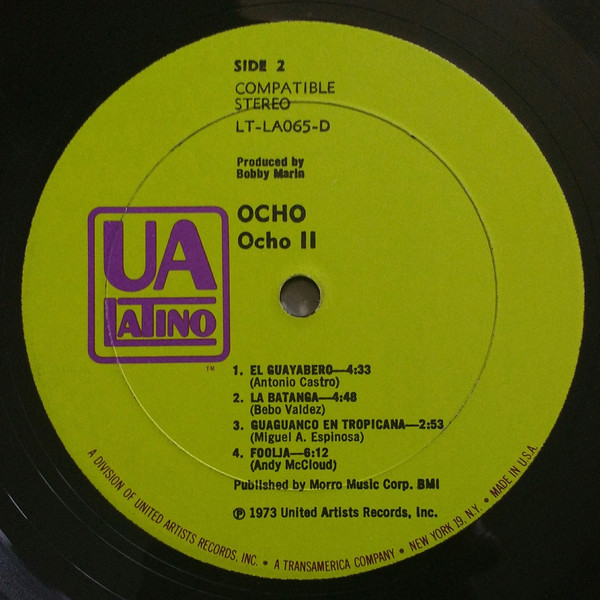 SIDE 2
COMPATIBLE
STEREO
LT-LA065-D
Produced by
Bobby Marin
OCHO
Ocho II
UA
LATINO
TM
1. EL GUAYABERO—4:33
(Antonio Castro)
2. LA BATANGA—4:48
(Bebo Valdez)
3. GUAGUANCO EN TROPICANA—2:53
(Miguel A. Espinosa)
4. FOOLJA—6:12
(Andy McCloud)
Published by Morro Music Corp. BMI
℗ 1973 United Artists Records, Inc.
A DIVISION OF UNITED ARTISTS RECORDS, INC. • A TRANSAMERICA COMPANY • NEW YORK 19, N.Y. • MADE IN U.S.A.